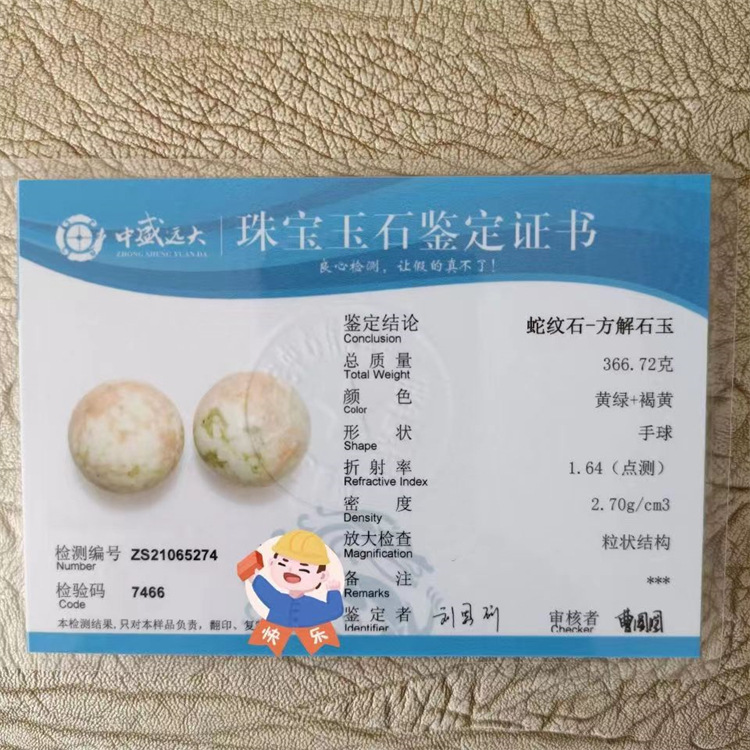 中盛远大
ZHONG SHENG YUAN DA
珠宝玉石鉴定证书
良心检测，让假的真不了！
鉴定结论 蛇纹石-方解石玉
Conclusion
总质量 366.72克
Total Weight
颜色 黄绿+褐黄
Color
形状 手球
Shape
折射率 1.64（点测）
Refractive Index
密度 2.70g/cm3
Density
放大检查 粒状结构
Magnification
备注 ***
Remarks
鉴定者
Identifier
审核者
Checker
检测编号 ZS21065274
Number
检验码 7466
Code
本检测结果,只对本样品负责,翻印、复
快乐